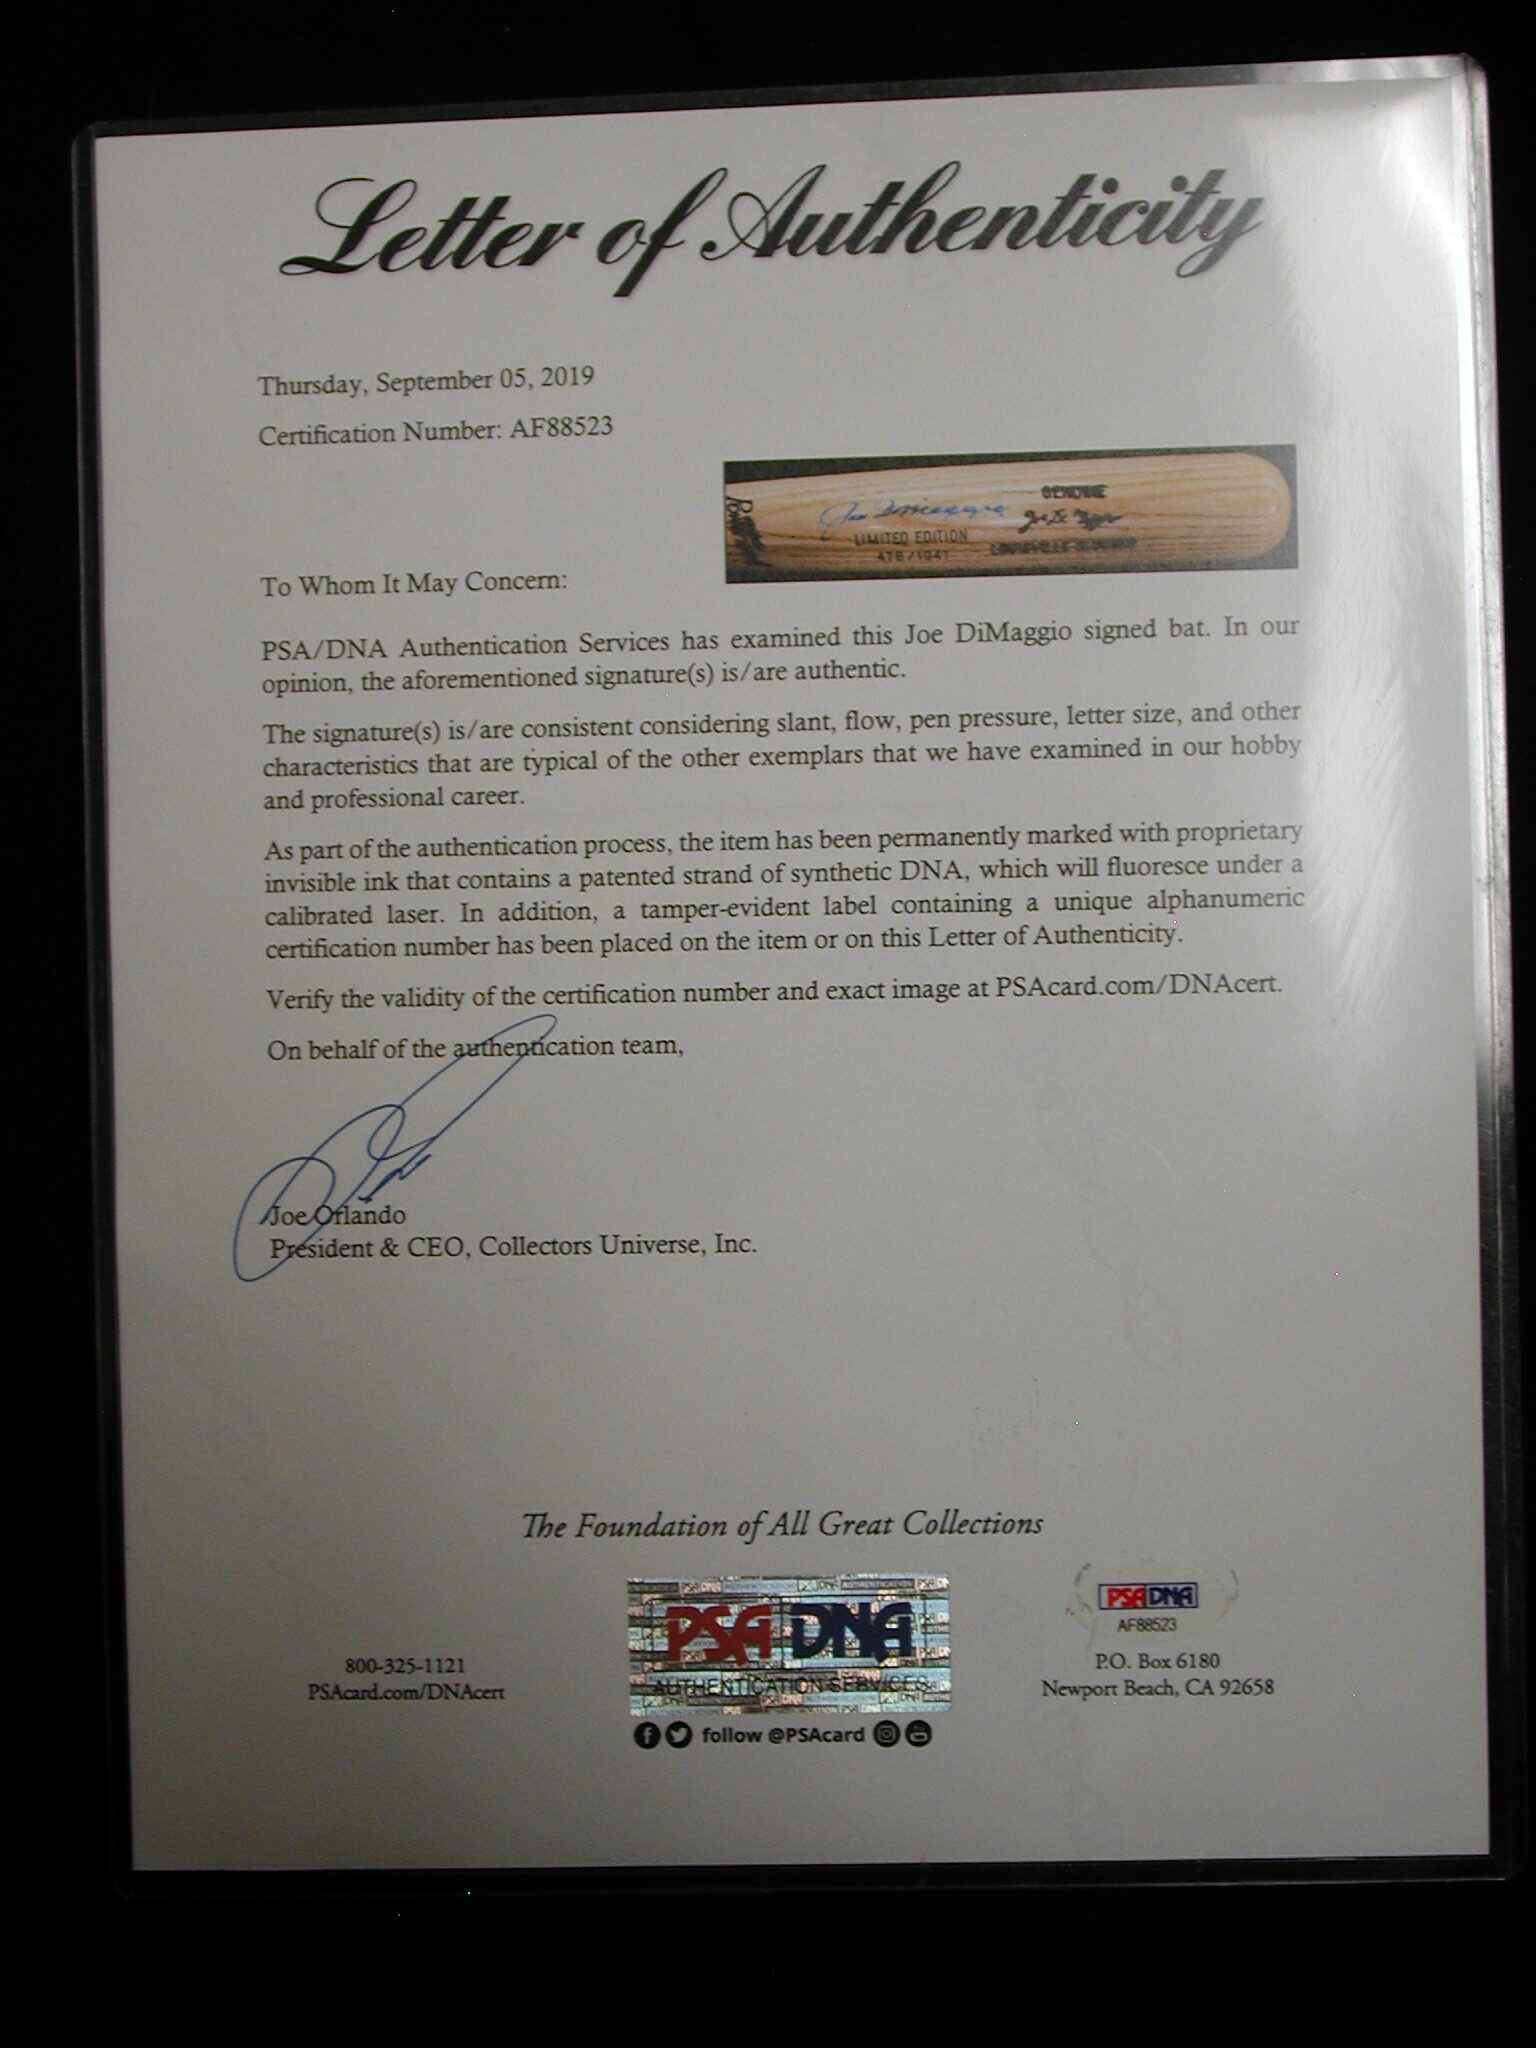 Letter of Authenticity
Thursday, September 05, 2019
Certification Number: AF88523
GENUINE
Joe DiMaggio
LIMITED EDITION
LOUISVILLE SLUGGER
476/1941
To Whom It May Concern:
PSA/DNA Authentication Services has examined this Joe DiMaggio signed bat. In our
opinion, the aforementioned signature(s) is/are authentic.
The signature(s) is/are consistent considering slant, flow, pen pressure, letter size, and other
characteristics that are typical of the other exemplars that we have examined in our hobby
and professional career.
As part of the authentication process, the item has been permanently marked with proprietary
invisible ink that contains a patented strand of synthetic DNA, which will fluoresce under a
calibrated laser. In addition, a tamper-evident label containing a unique alphanumeric
certification number has been placed on the item or on this Letter of Authenticity.
Verify the validity of the certification number and exact image at PSAcard.com/DNAcert.
On behalf of the authentication team,
Joe Orlando
President & CEO, Collectors Universe, Inc.
The Foundation of All Great Collections
PSA DNA
AUTHENTICATION SERVICES
PSA DNA
AF88523
800-325-1121
PSAcard.com/DNAcert
P.O. Box 6180
Newport Beach, CA 92658
follow @PSAcard